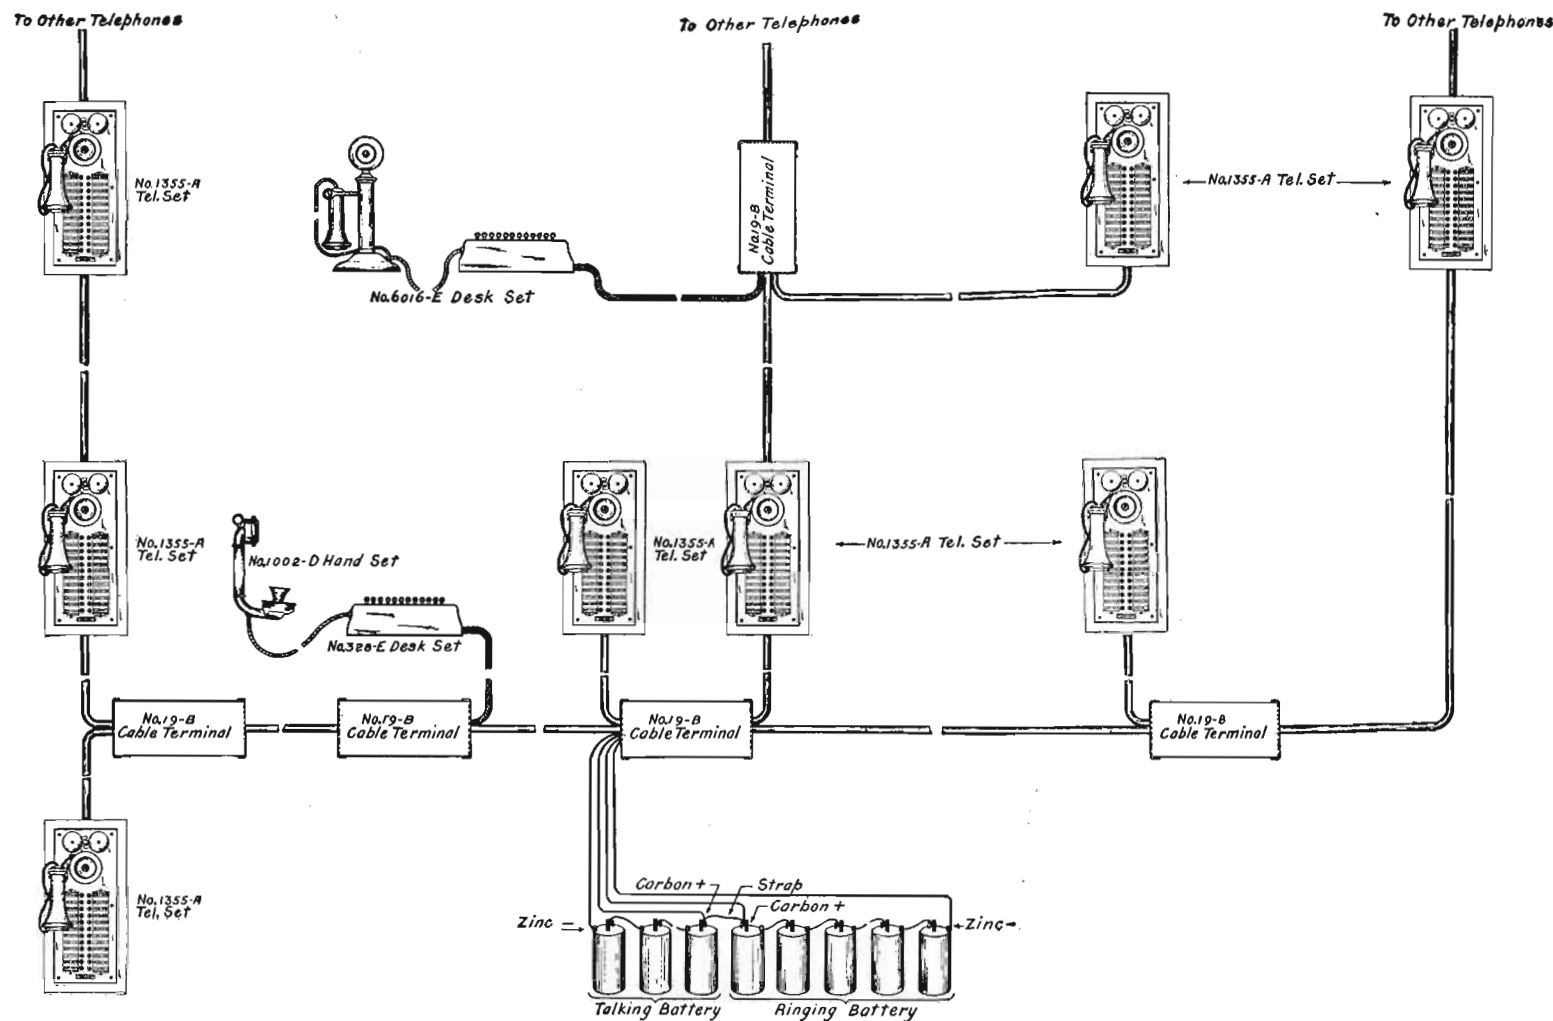 To Other Telephones
To Other Telephones
To Other Telephones
No. 1355-A
Tel. Set
No. 19-B
Cable Terminal
No. 1355-A Tel. Set
No. 6016-E Desk Set
No. 1355-A
Tel. Set
No. 1002-D Hand Set
No. 1355-A
Tel. Set
No. 1355-A Tel. Set
No. 328-E Desk Set
No. 19-B
Cable Terminal
No. 19-B
Cable Terminal
No. 19-B
Cable Terminal
No. 19-B
Cable Terminal
No. 1355-A
Tel. Set
Carbon +
Strap
Carbon +
Zinc -
Zinc -
Talking Battery
Ringing Battery